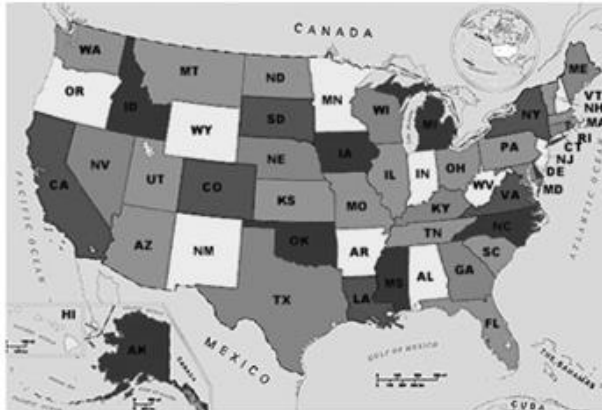 CANADA
WA
MT
ND
MN
ME
OR
ID
SD
WI
MI
NY
VT
NH
MA
RI
WY
IA
PA
CT
NJ
NE
IL
IN
OH
DE
MD
NV
UT
CO
WV
VA
CA
KS
MO
KY
NC
AZ
NM
OK
AR
TN
SC
MS
AL
GA
TX
LA
FL
HI
AK
PACIFIC OCEAN
ATLANTIC OCEAN
MEXICO
GULF OF MEXICO
THE BAHAMAS
CUBA
CANADA